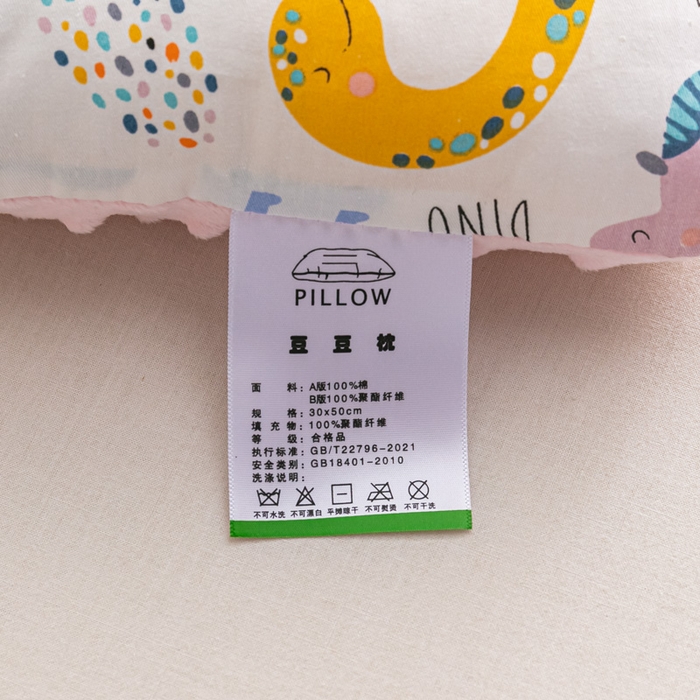 DINO
PILLOW
豆豆枕
面 料：A版100%棉
B版100%聚酯纤维
规 格：30x50cm
填 充 物：100%聚酯纤维
等 级：合格品
执行标准：GB/T22796-2021
安全类别：GB18401-2010
洗涤说明：
不可水洗 不可漂白 平摊晾干 不可熨烫 不可干洗